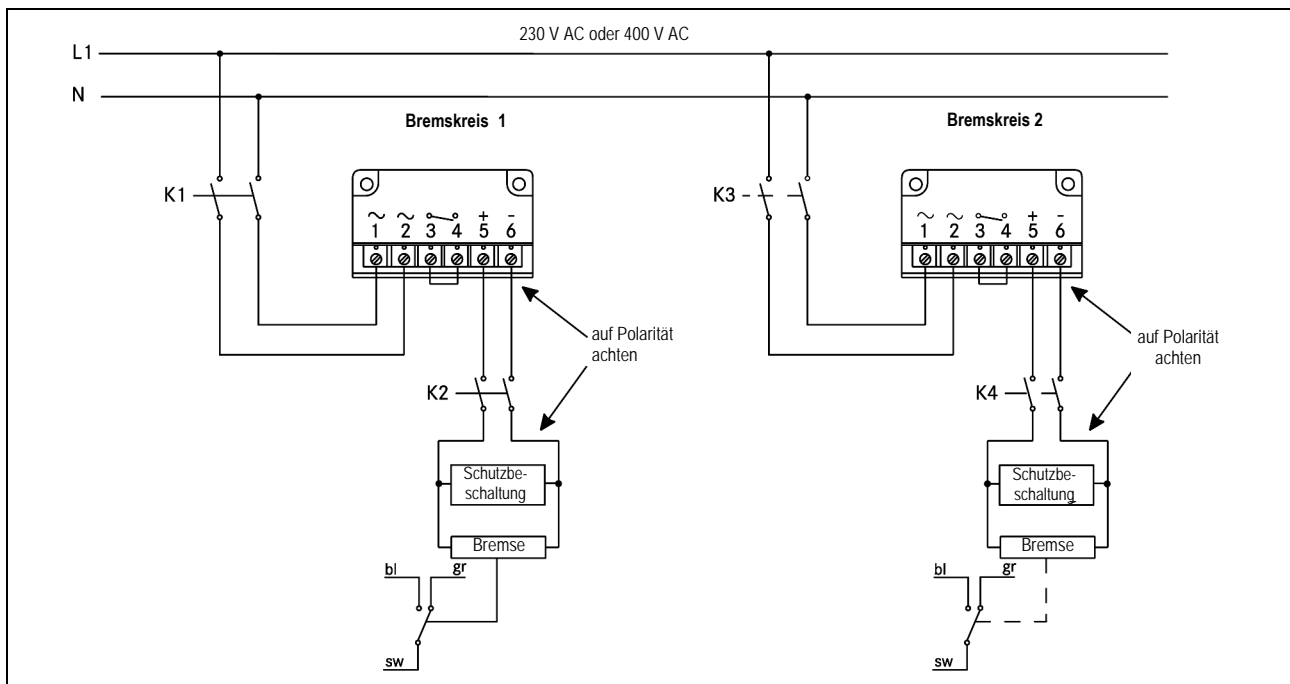 230 V AC oder 400 V AC
L1
N
Bremskreis 1
Bremskreis 2
K1
K3
~ ~ + -
1 2 3 4 5 6
~ ~ + -
1 2 3 4 5 6
auf Polarität
achten
auf Polarität
achten
K2
K4
Schutzbe-
schaltung
Schutzbe-
schaltung
Bremse
Bremse
bl
gr
bl
gr
sw
sw